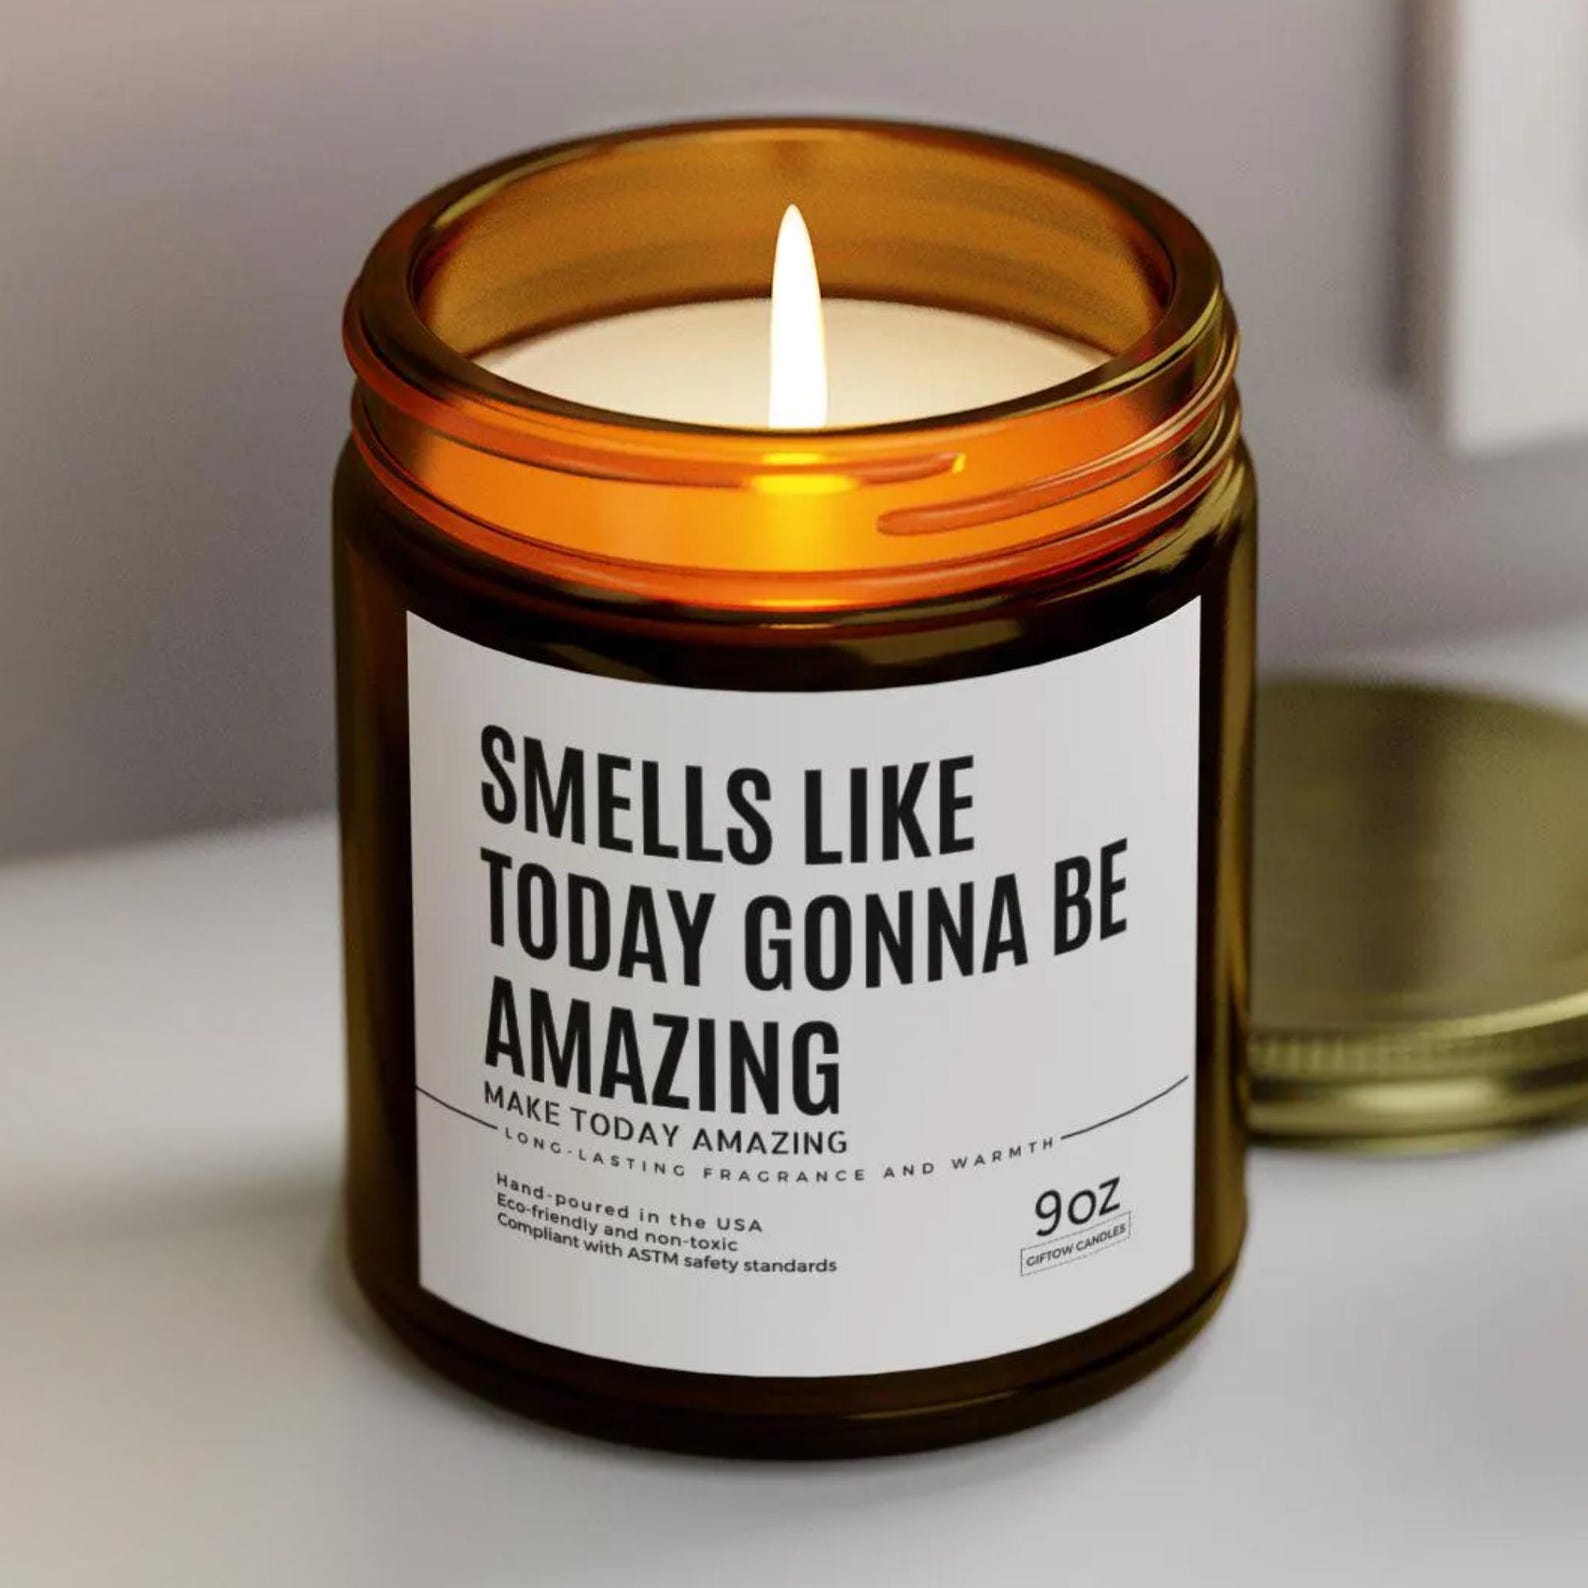 SMELLS LIKE
TODAY GONNA BE
AMAZING
MAKE TODAY AMAZING
LONG-LASTING FRAGRANCE AND WARMTH
Hand-poured in the USA
Eco-friendly and non-toxic
Compliant with ASTM safety standards
9oz
GIFTOW CANDLES